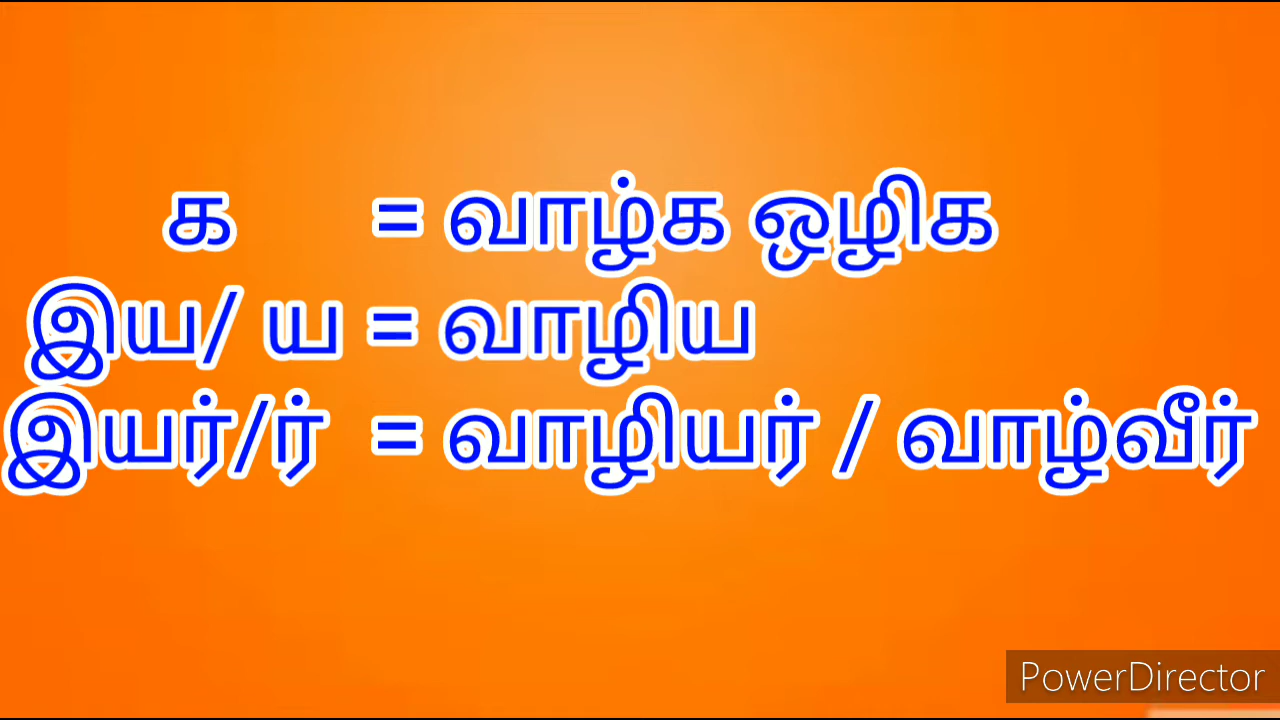 க = வாழ்க ஒழிக
இய/ ய = வாழிய
இயர்/ர் = வாழியர் / வாழ்வீர்
PowerDirector